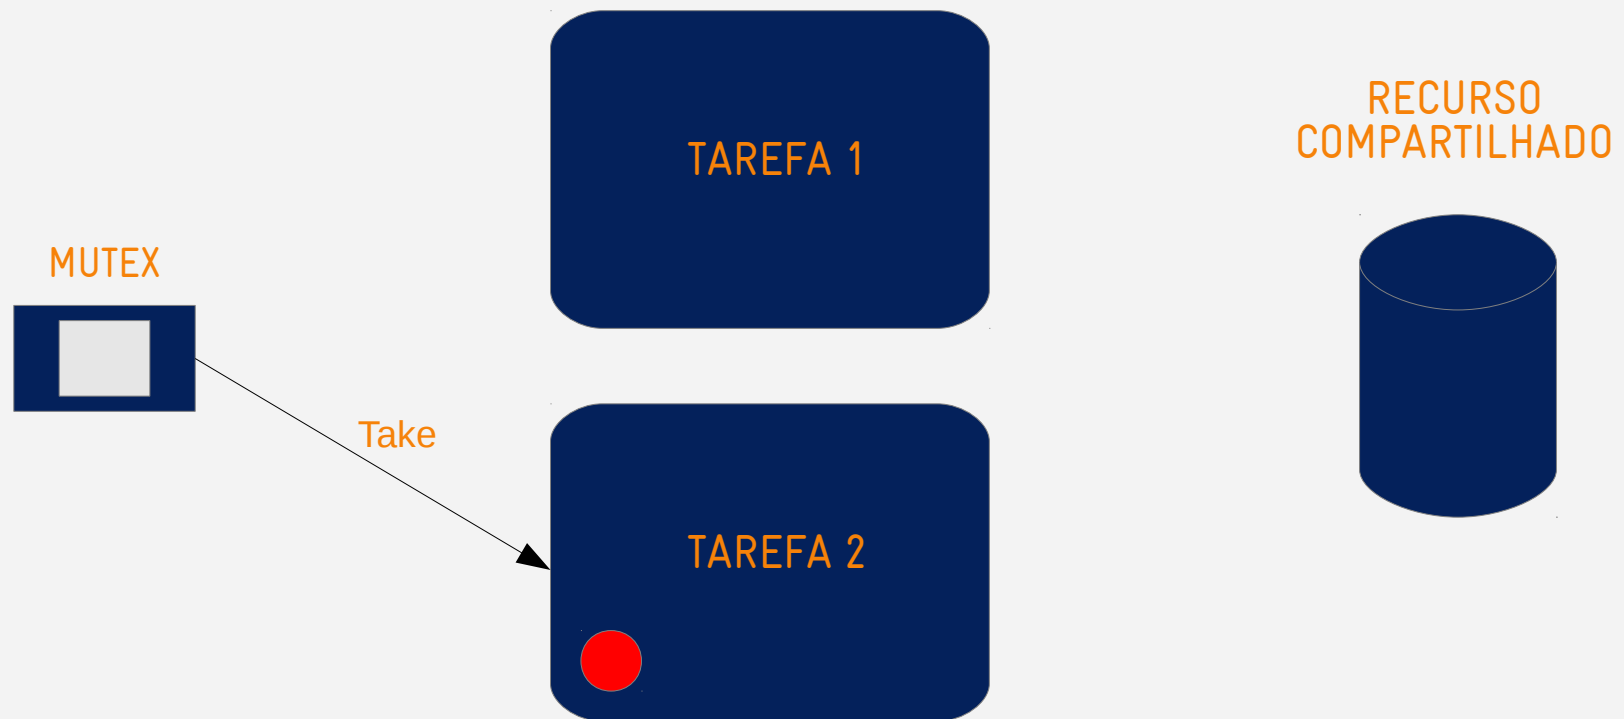 TAREFA 1
RECURSO
COMPARTILHADO
MUTEX
Take
TAREFA 2